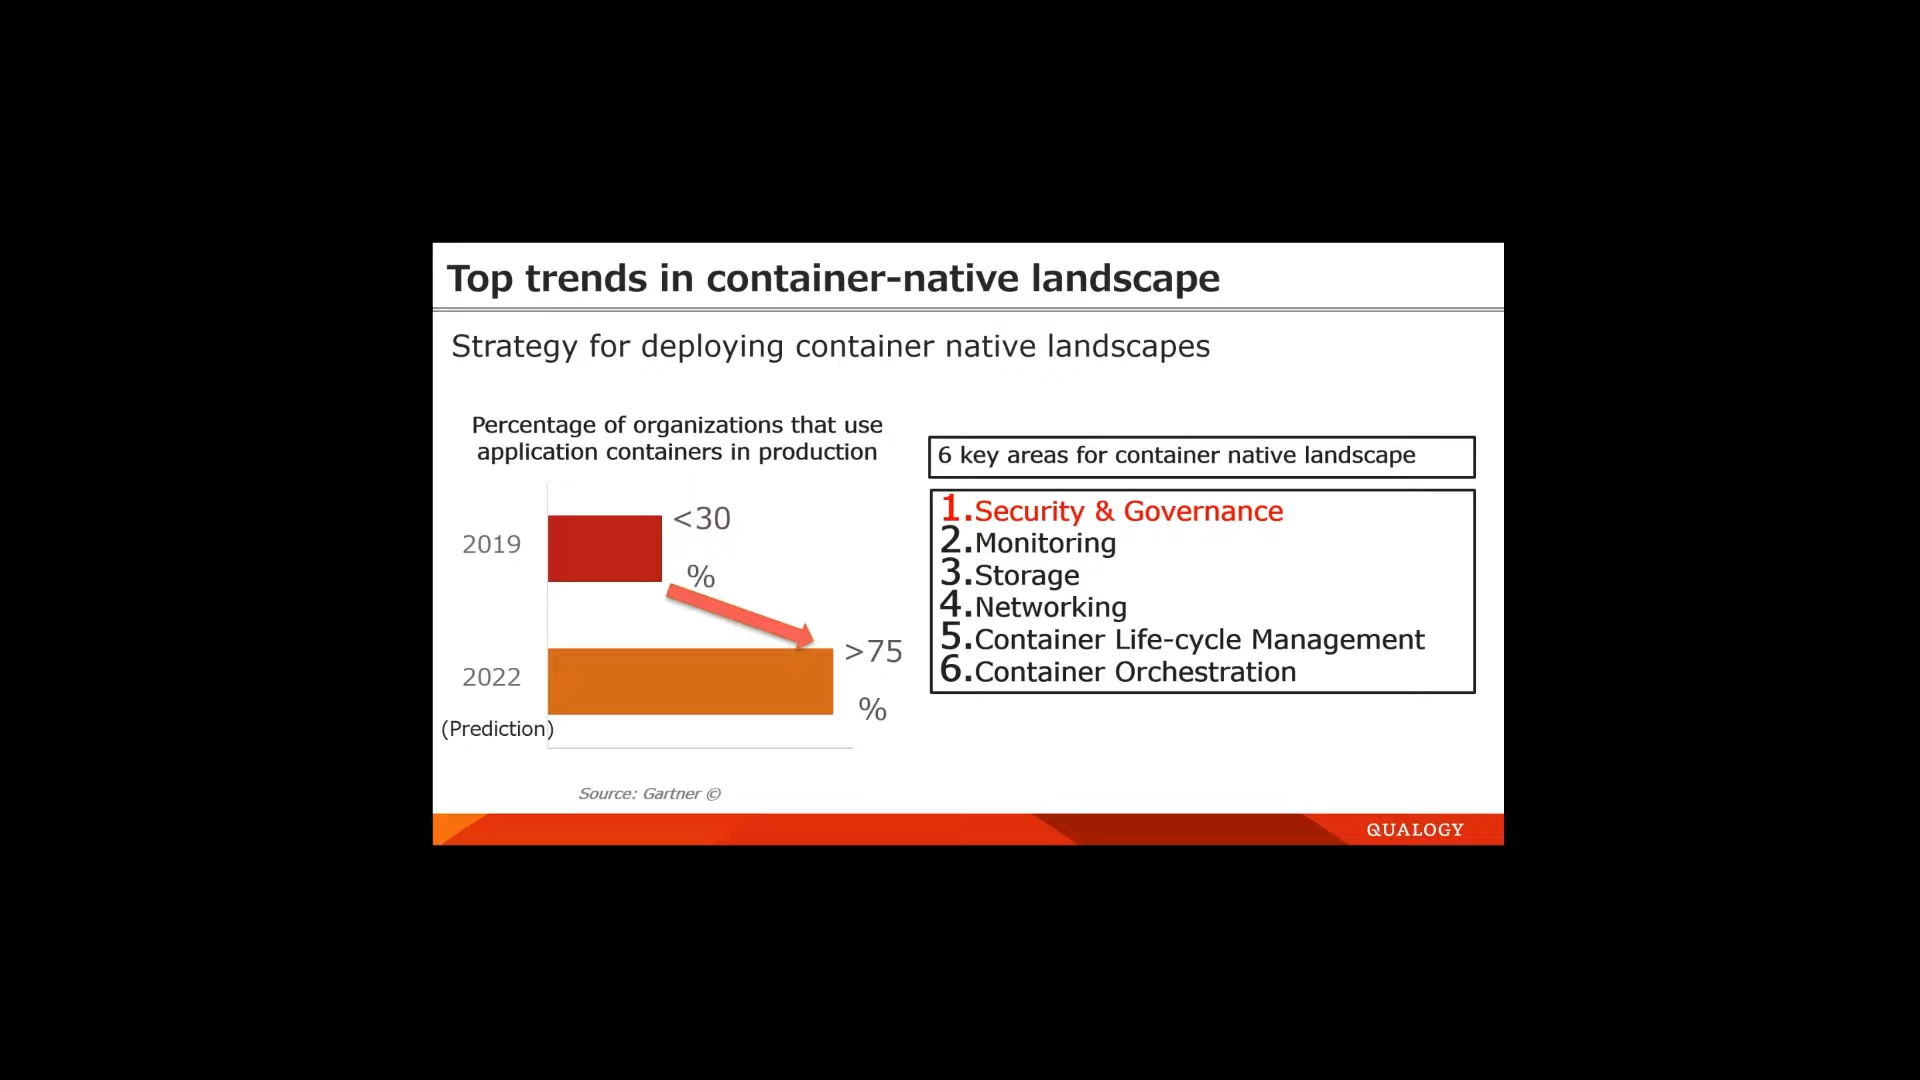 Top trends in container-native landscape
Strategy for deploying container native landscapes
Percentage of organizations that use
application containers in production
2019
<30
%
2022
(Prediction)
>75
%
Source: Gartner ©
6 key areas for container native landscape
1.Security & Governance
2.Monitoring
3.Storage
4.Networking
5.Container Life-cycle Management
6.Container Orchestration
QUALOGY